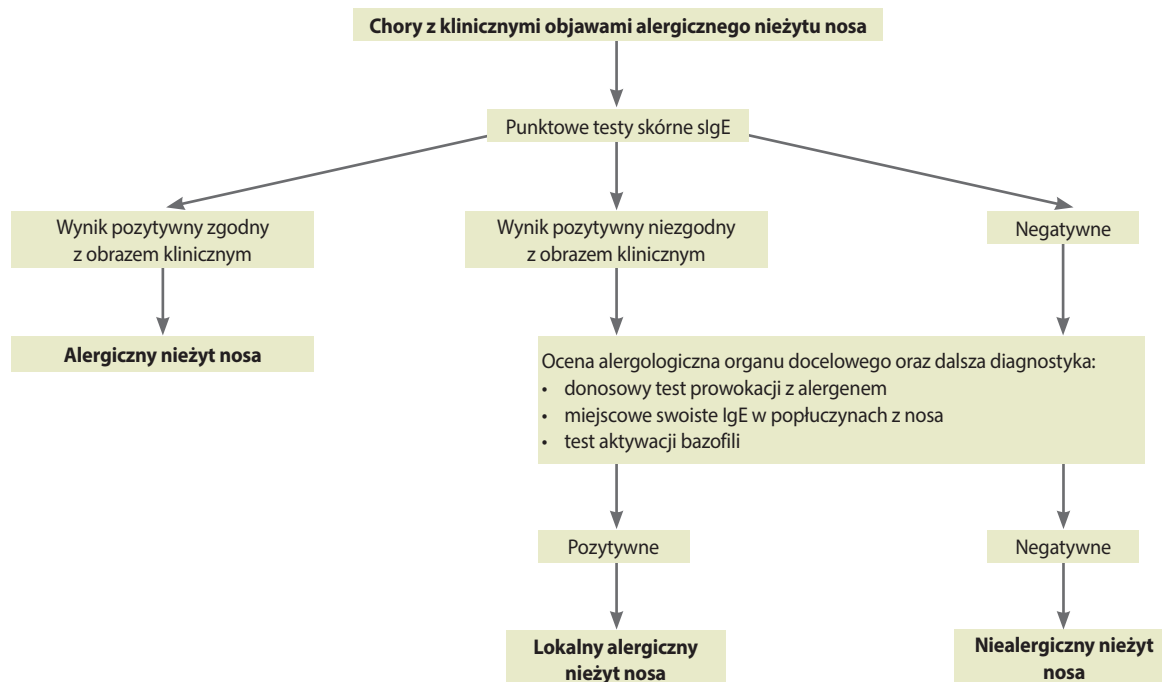 Chory z klinicznymi objawami alergicznego nieżytu nosa
Punktowe testy skórne sIgE
Wynik pozytywny zgodny
z obrazem klinicznym
Wynik pozytywny niezgodny
z obrazem klinicznym
Negatywne
Alergiczny nieżyt nosa
Ocena alergologiczna organu docelowego oraz dalsza diagnostyka:
• donosowy test prowokacji z alergenem
• miejscowe swoiste IgE w popłuczynach z nosa
• test aktywacji bazofili
Pozytywne
Negatywne
Lokalny alergiczny
nieżyt nosa
Niealergiczny nieżyt
nosa